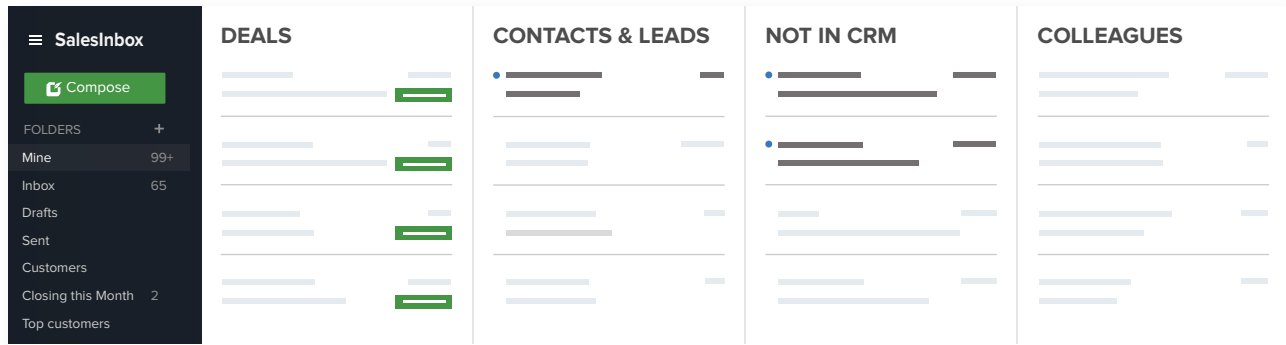 SalesInbox
Compose
FOLDERS +
Mine 99+
Inbox 65
Drafts
Sent
Customers
Closing this Month 2
Top customers
DEALS
CONTACTS & LEADS
NOT IN CRM
COLLEAGUES